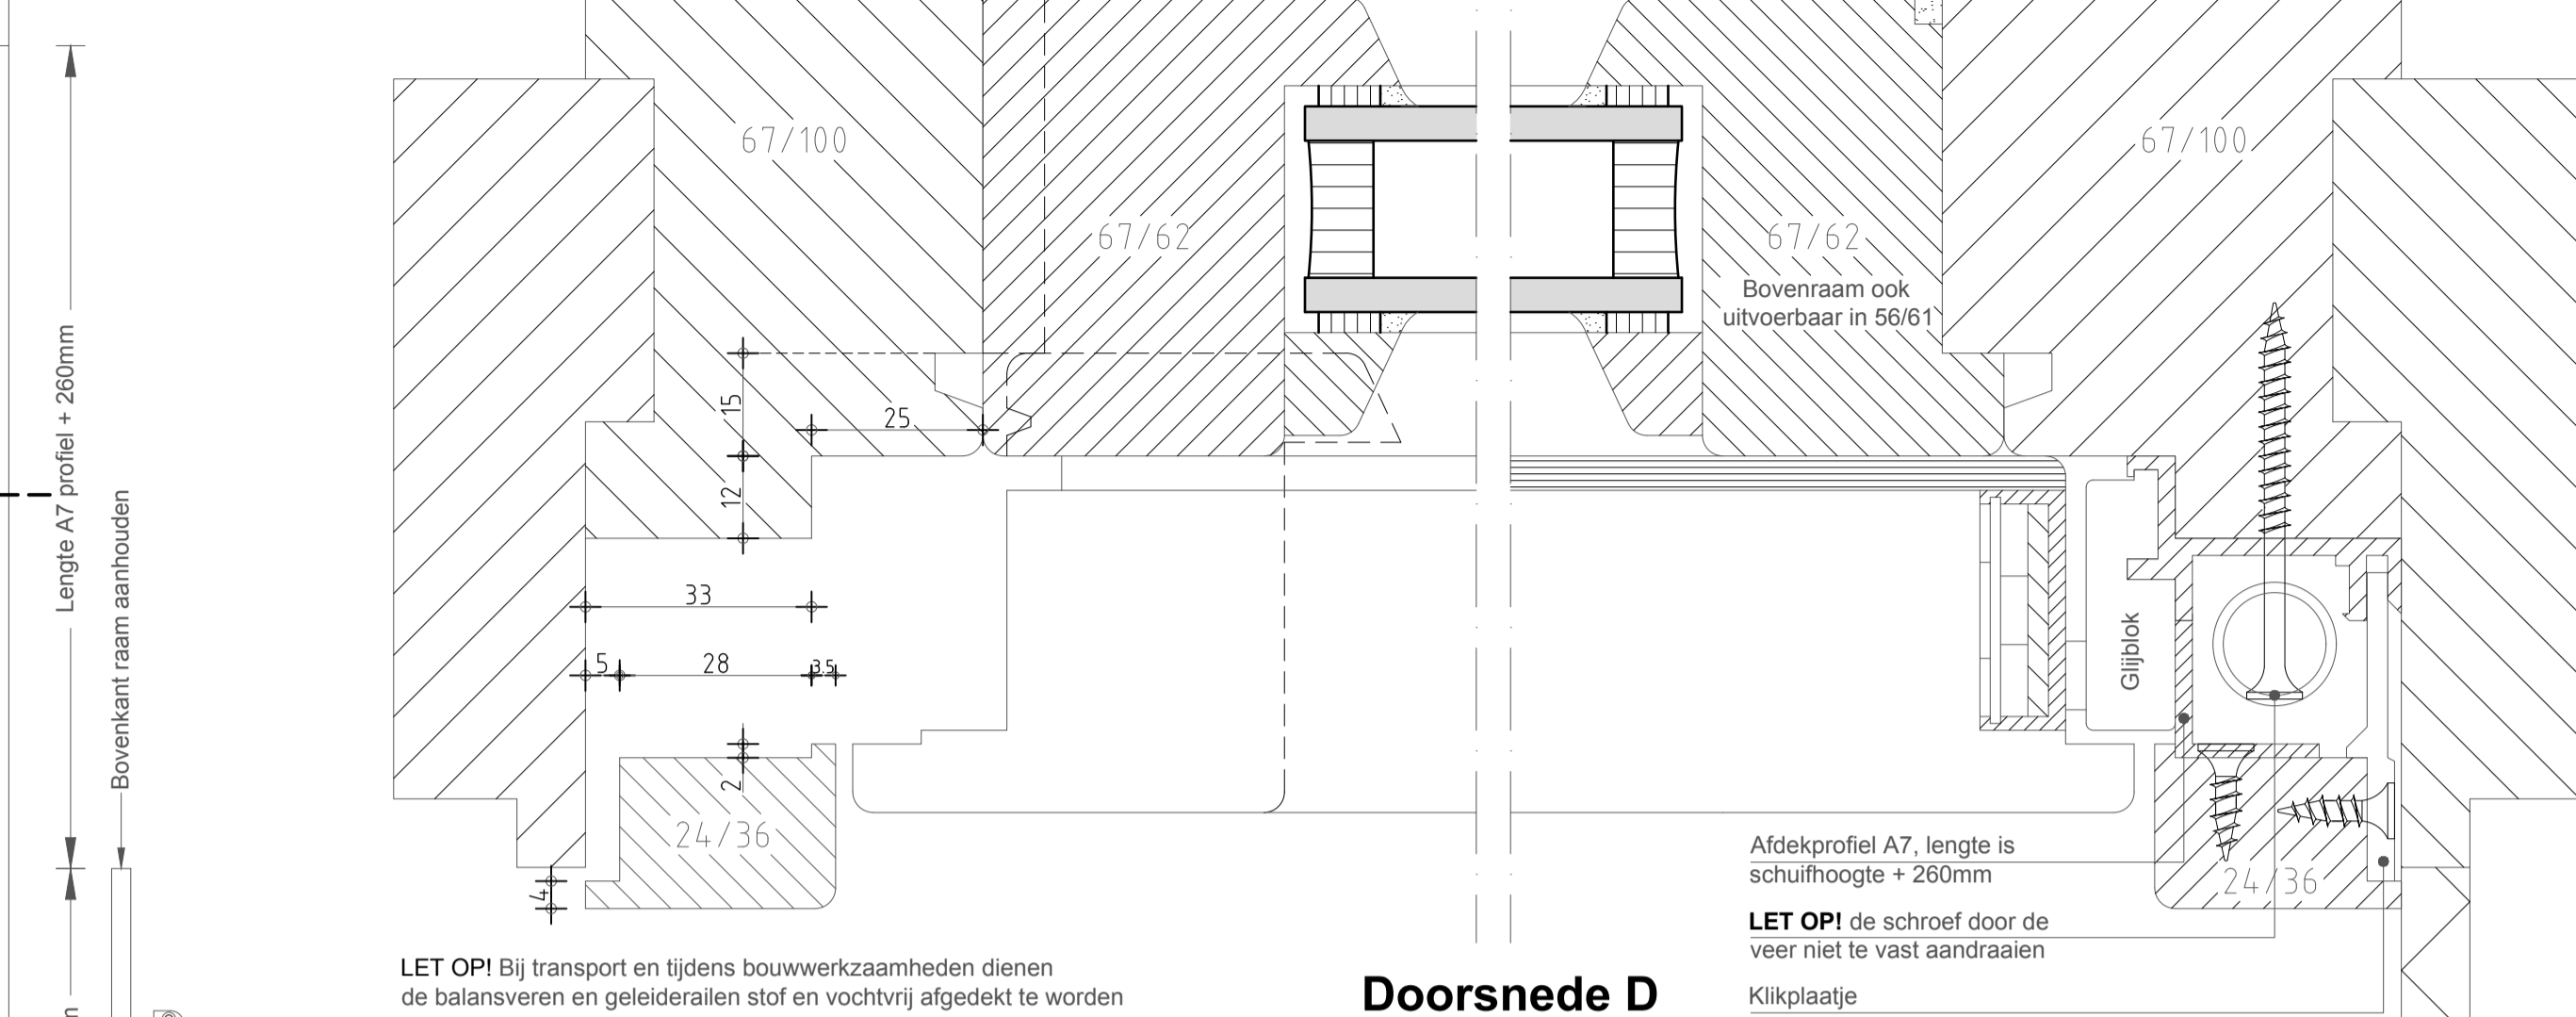 Lengte A7 profiel + 260mm
Bovenkant raam aanhouden
67/100
67/62
67/62
Bovenraam ook
uitvoerbaar in 56/61
67/100
15
25
12
33
5
28
3.5
2
24/36
4
Glijblok
24/36
Afdekprofiel A7, lengte is
schuifhoogte + 260mm
LET OP! de schroef door de
veer niet te vast aandraaien
Klikplaatje
LET OP! Bij transport en tijdens bouwwerkzaamheden dienen
de balansveren en geleiderailen stof en vochtvrij afgedekt te worden
Doorsnede D